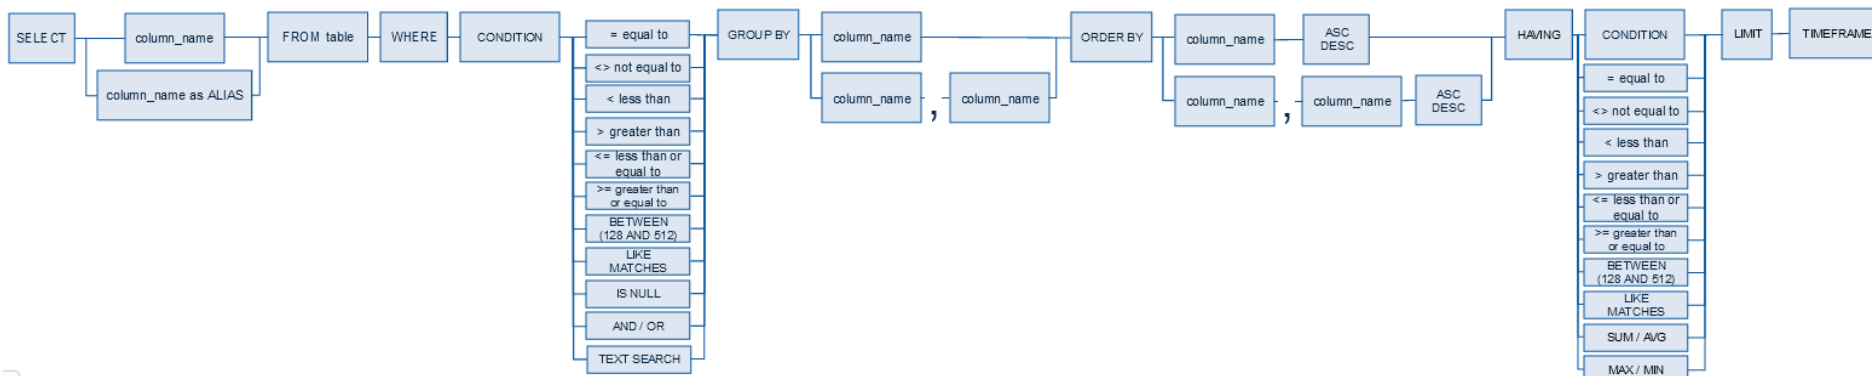 SELECT
column_name
column_name as ALIAS
FROM table
WHERE
CONDITION
= equal to
<> not equal to
< less than
> greater than
<= less than or
equal to
>= greater than
or equal to
BETWEEN
(128 AND 512)
LIKE
MATCHES
IS NULL
AND / OR
TEXT SEARCH
GROUP BY
column_name
column_name , column_name
ORDER BY
column_name
ASC
DESC
column_name , column_name
ASC
DESC
HAVING
CONDITION
= equal to
<> not equal to
< less than
> greater than
<= less than or
equal to
>= greater than
or equal to
BETWEEN
(128 AND 512)
LIKE
MATCHES
SUM / AVG
MAX / MIN
LIMIT
TIMEFRAME